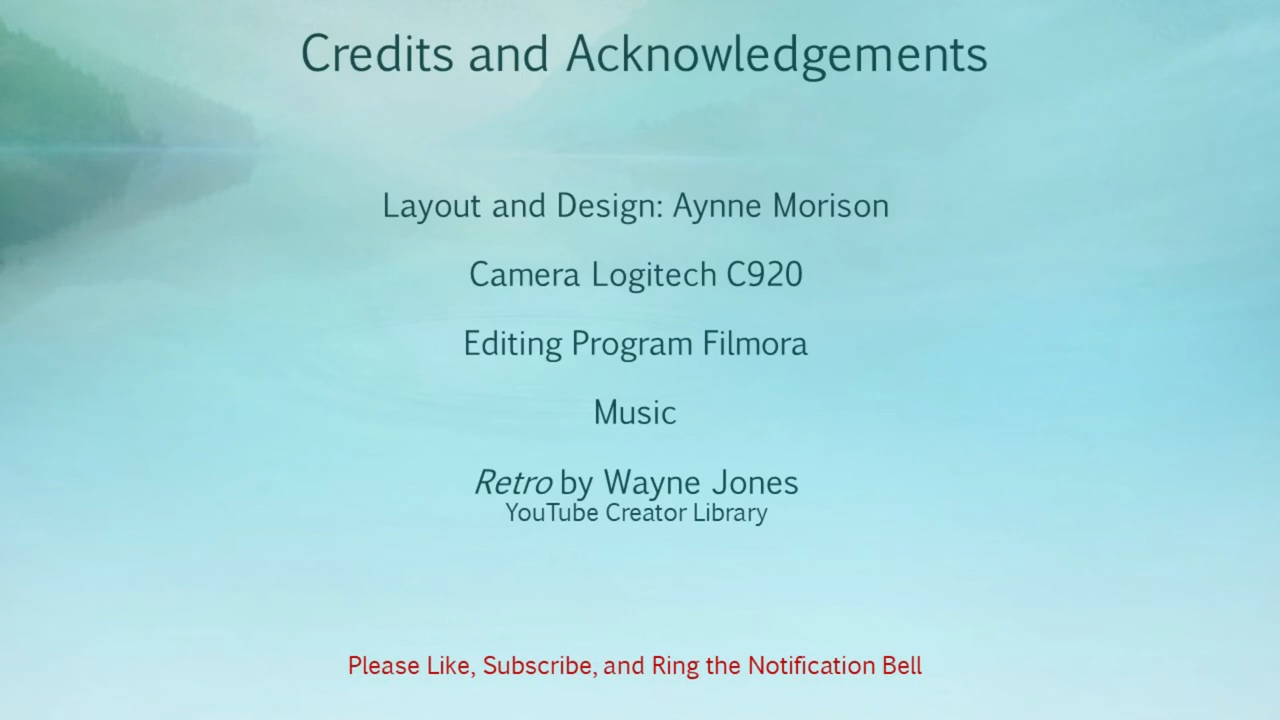 Credits and Acknowledgements
Layout and Design: Aynne Morison
Camera Logitech C920
Editing Program Filmora
Music
Retro by Wayne Jones
YouTube Creator Library
Please Like, Subscribe, and Ring the Notification Bell